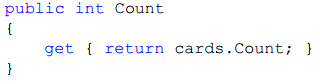 public int Count
{
    get { return cards.Count; }
}